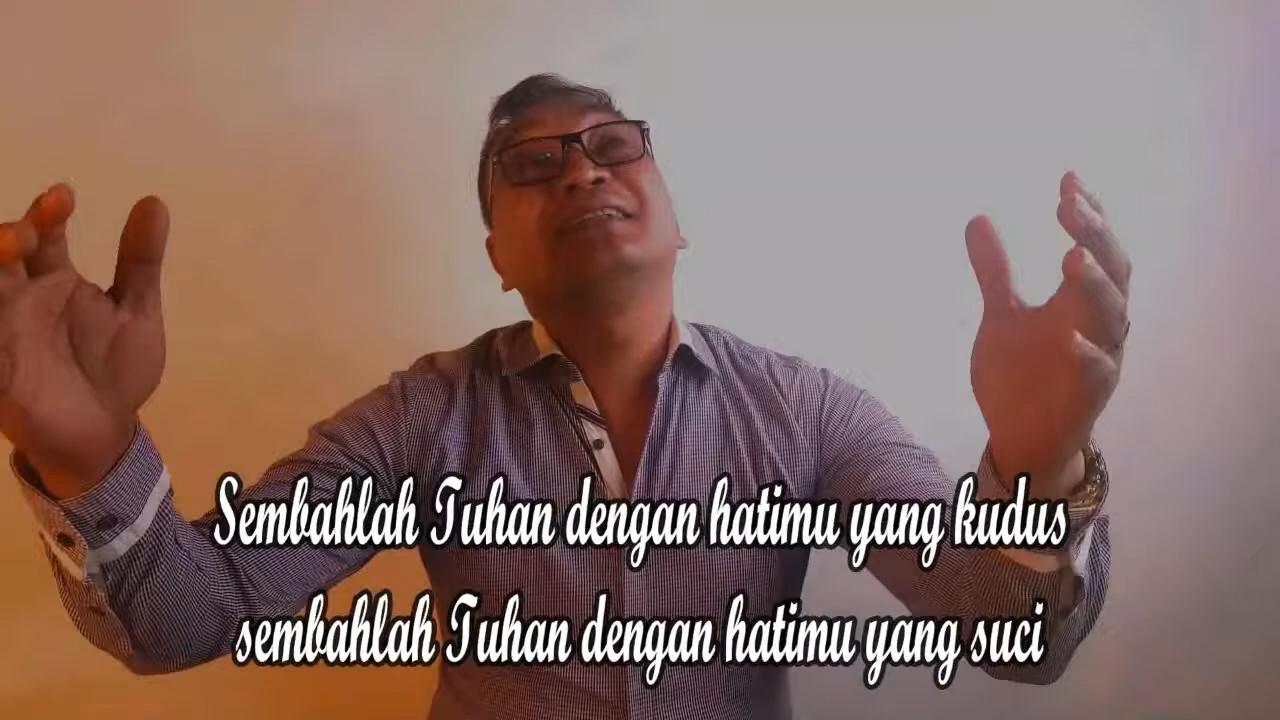 Sembahlah Tuhan dengan hatimu yang kudus
sembahlah Tuhan dengan hatimu yang suci